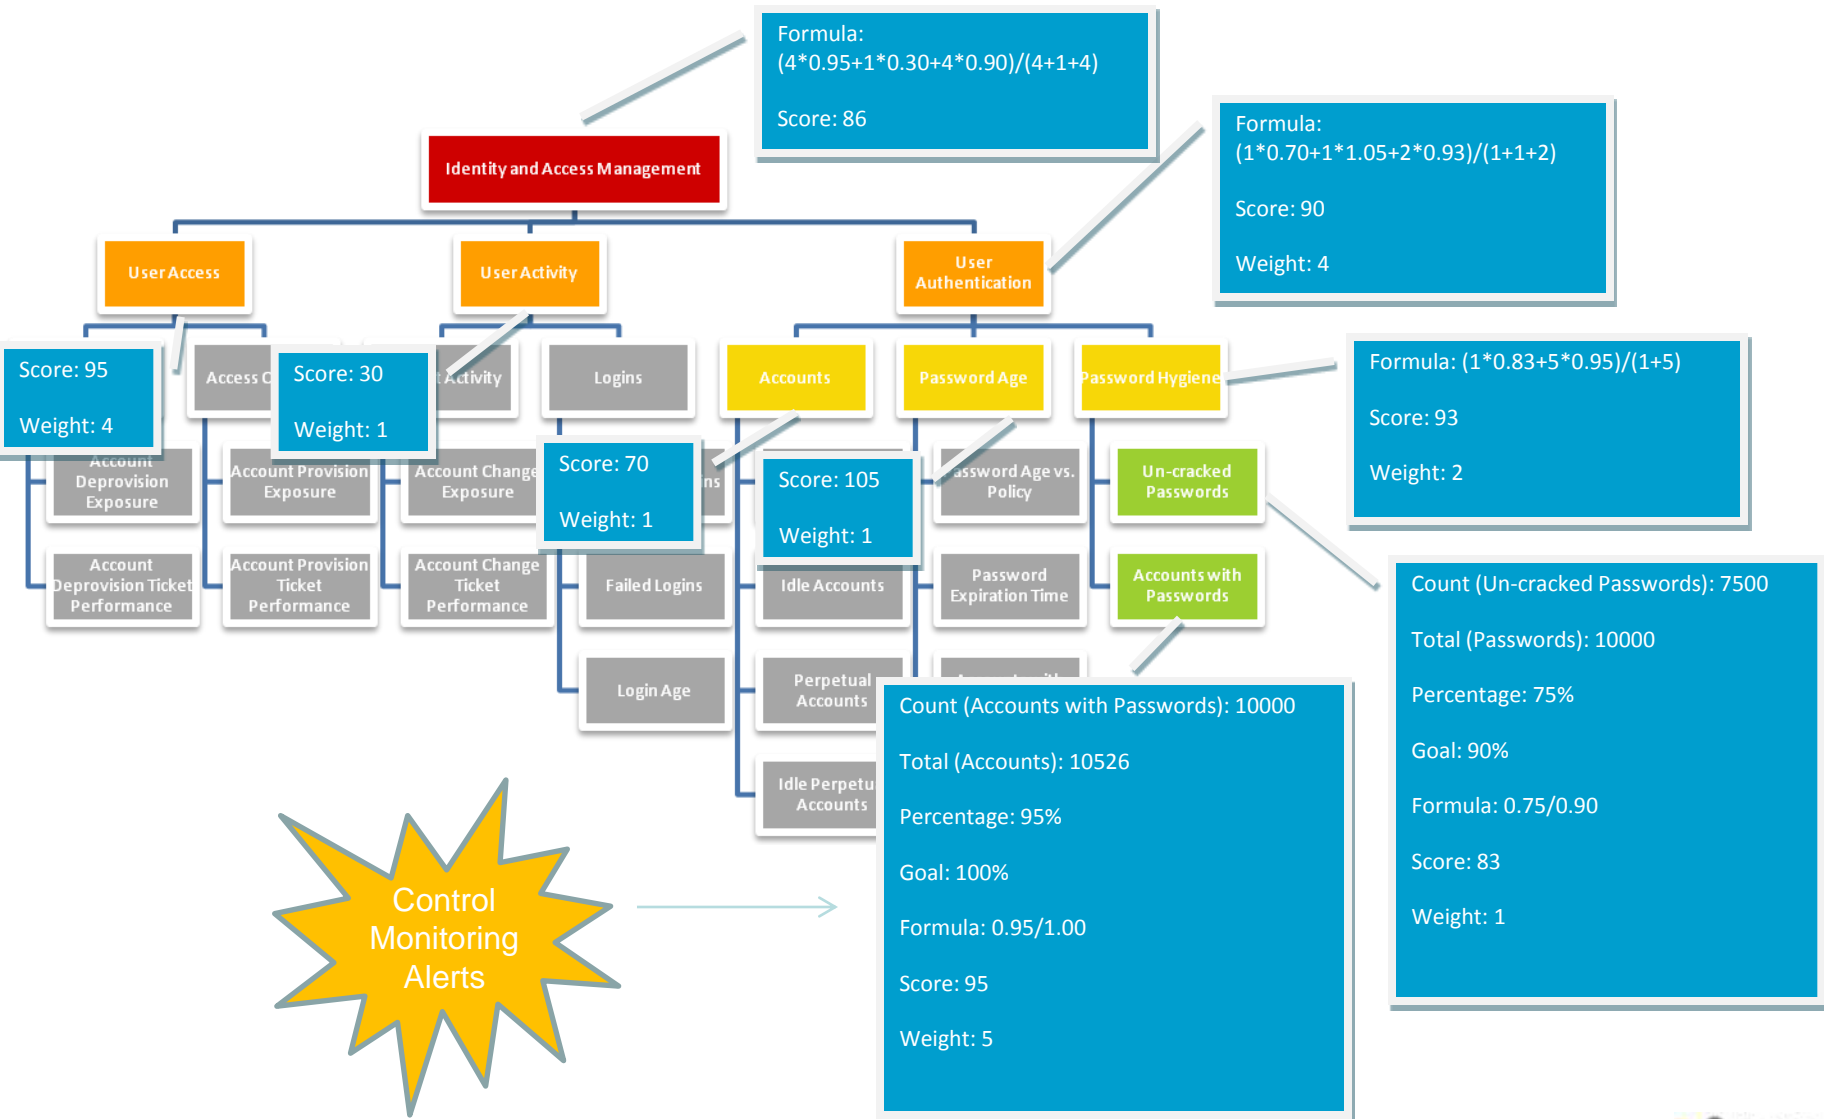 Formula:
(4*0.95+1*0.30+4*0.90)/(4+1+4)
Score: 86
Formula:
(1*0.70+1*1.05+2*0.93)/(1+1+2)
Score: 90
Weight: 4
Identity and Access Management
User Access
User Activity
User
Authentication
Score: 95
Weight: 4
Access
Score: 30
Weight: 1
Activity
Logins
Accounts
Password Age
Password Hygiene
Formula: (1*0.83+5*0.95)/(1+5)
Score: 93
Weight: 2
Account
Deprovision
Exposure
Account Provision
Exposure
Account Change
Exposure
Score: 70
Weight: 1
Score: 105
Weight: 1
Age vs.
Policy
Un-cracked
Passwords
Account
Deprovision Ticket
Performance
Account Provision
Ticket
Performance
Account Change
Ticket
Performance
Failed Logins
Idle Accounts
Password
Expiration Time
Accounts with
Passwords
Login Age
Perpetual
Accounts
Idle
Accounts
Count (Un-cracked Passwords): 7500
Total (Passwords): 10000
Percentage: 75%
Goal: 90%
Formula: 0.75/0.90
Score: 83
Weight: 1
Count (Accounts with Passwords): 10000
Total (Accounts): 10526
Percentage: 95%
Goal: 100%
Formula: 0.95/1.00
Score: 95
Weight: 5
Control
Monitoring
Alerts